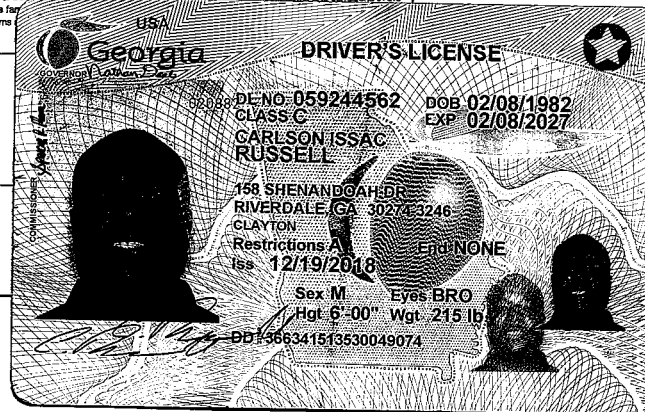 USA
Georgia
GOVERNOR
DRIVER'S LICENSE
DL NO 059244562
DOB 02/08/1982
CLASS C
EXP 02/08/2027
CARLSON ISSAC
RUSSELL
158 SHENANDOAH DR
RIVERDALE, GA 30274-3246
CLAYTON
Restrictions A End NONE
Iss 12/19/2018
Sex M Eyes BRO
Hgt 6'-00" Wgt 215 lb
DD 366341513530049074
COMMISSIONER